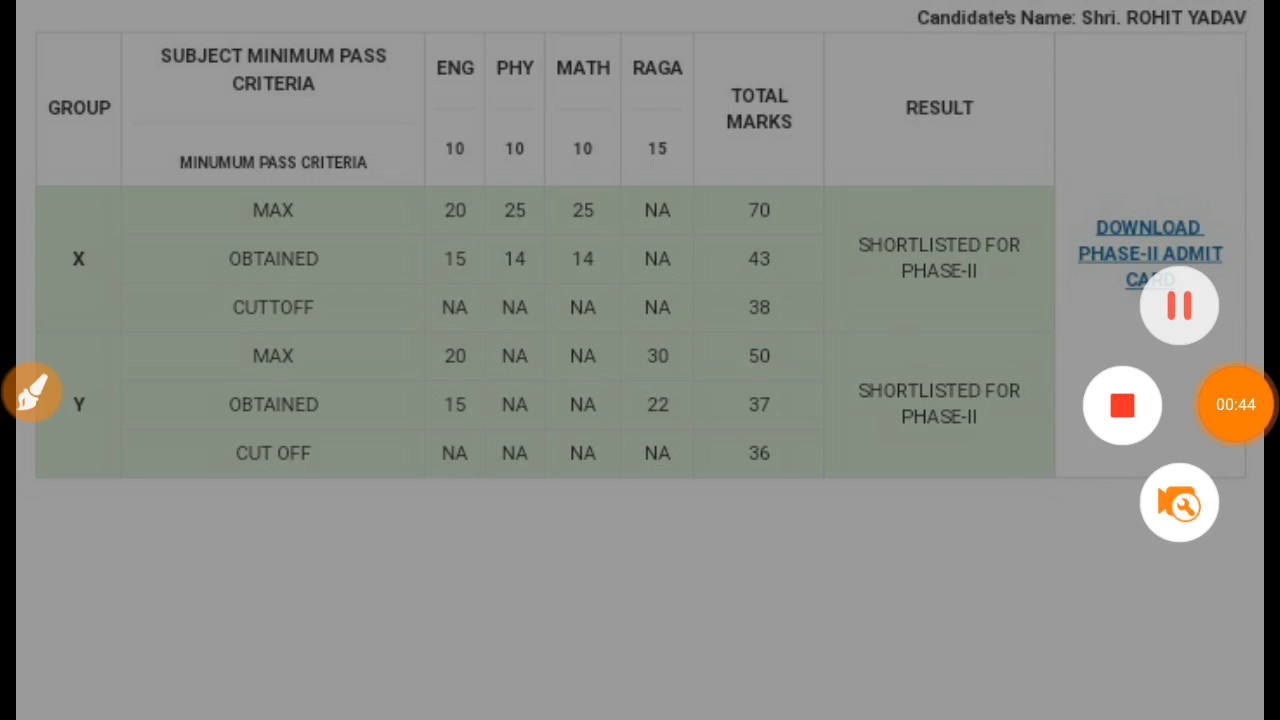 Candidate's Name: Shri. ROHIT YADAV
GROUP
SUBJECT MINIMUM PASS
CRITERIA
MINUMUM PASS CRITERIA
ENG PHY MATH RAGA
10 10 10 15
TOTAL
MARKS
RESULT
X
MAX 20 25 25 NA 70
OBTAINED 15 14 14 NA 43
CUTTOFF NA NA NA NA 38
SHORTLISTED FOR
PHASE-II
DOWNLOAD
PHASE-II ADMIT
CARD
Y
MAX 20 NA NA 30 50
OBTAINED 15 NA NA 22 37
CUT OFF NA NA NA NA 36
SHORTLISTED FOR
PHASE-II
00:44